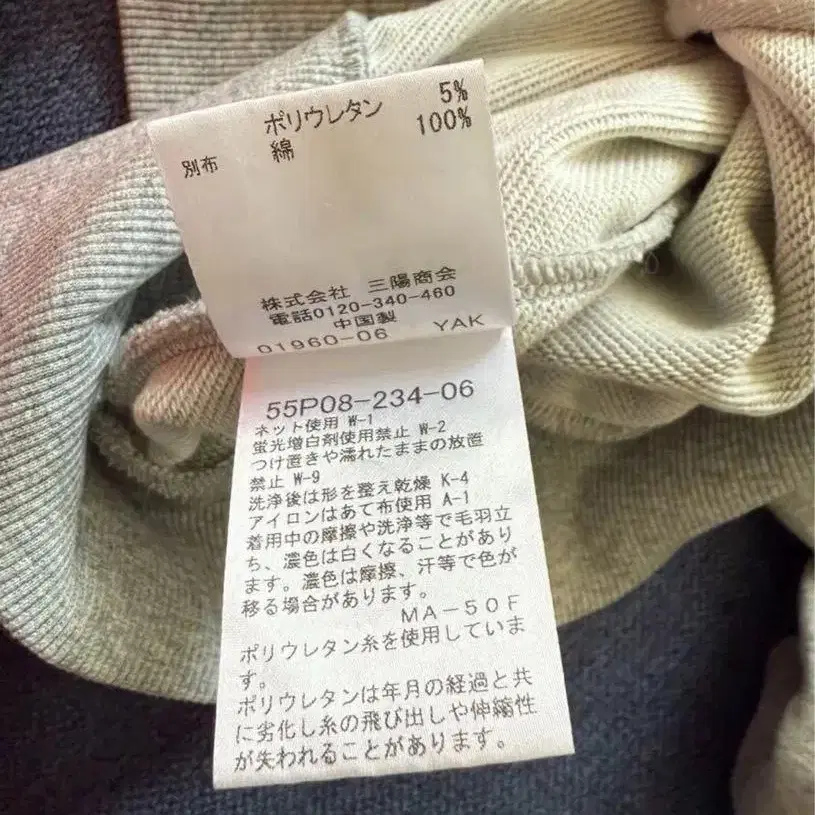 ポリウレタン 5%
別布 綿 100%
株式会社 三陽商会
電話0120-340-460
中国製
01960-06 YAK
55P08-234-06
ネット使用 W-1
蛍光増白剤使用禁止 W-2
つけ置きや濡れたままの放置
禁止 W-9
洗浄後は形を整え乾燥 K-4
アイロンはあて布使用 A-1
着用中の摩擦や洗浄等で毛羽立
ち、濃色は白くなることがあり
ます。濃色は摩擦、汗等で色が
移る場合があります。
MA-50F
ポリウレタン糸を使用していま
す。
ポリウレタンは年月の経過と共
に劣化し糸の飛び出しや伸縮性
が失われることがあります。